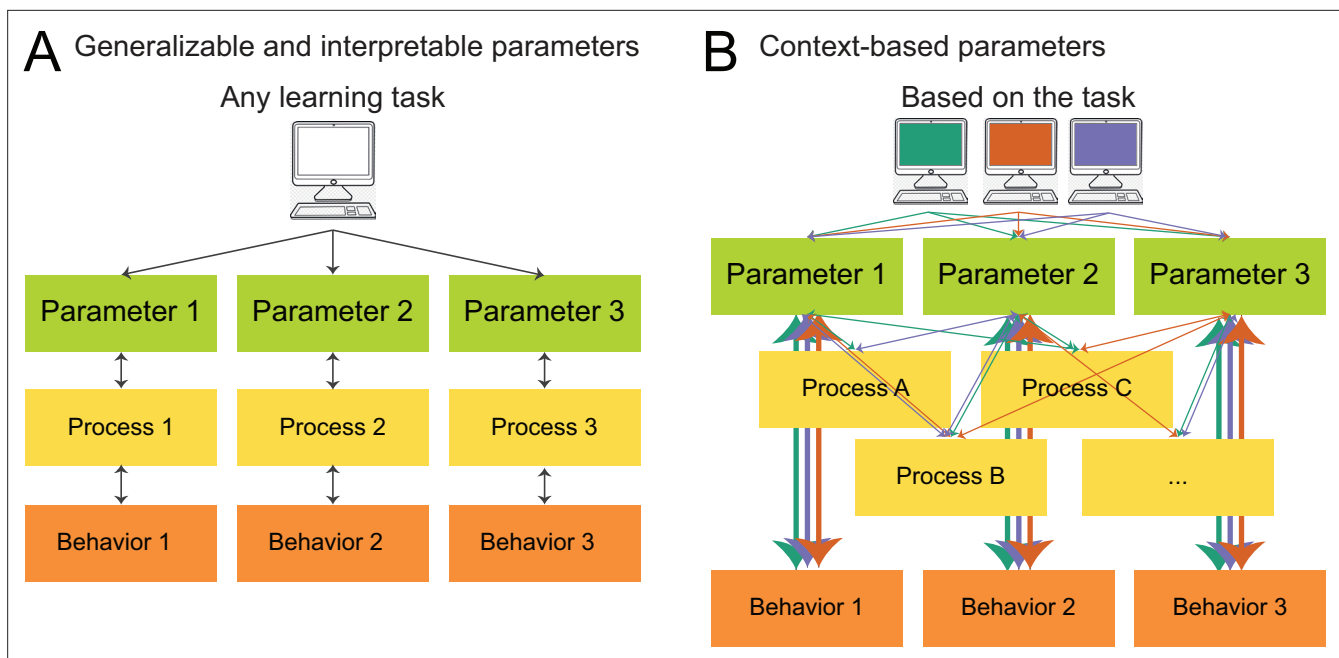 A Generalizable and interpretable parameters
Any learning task
Parameter 1
Parameter 2
Parameter 3
Process 1
Process 2
Process 3
Behavior 1
Behavior 2
Behavior 3
B Context-based parameters
Based on the task
Parameter 1
Parameter 2
Parameter 3
Process A
Process C
Process B
...
Behavior 1
Behavior 2
Behavior 3